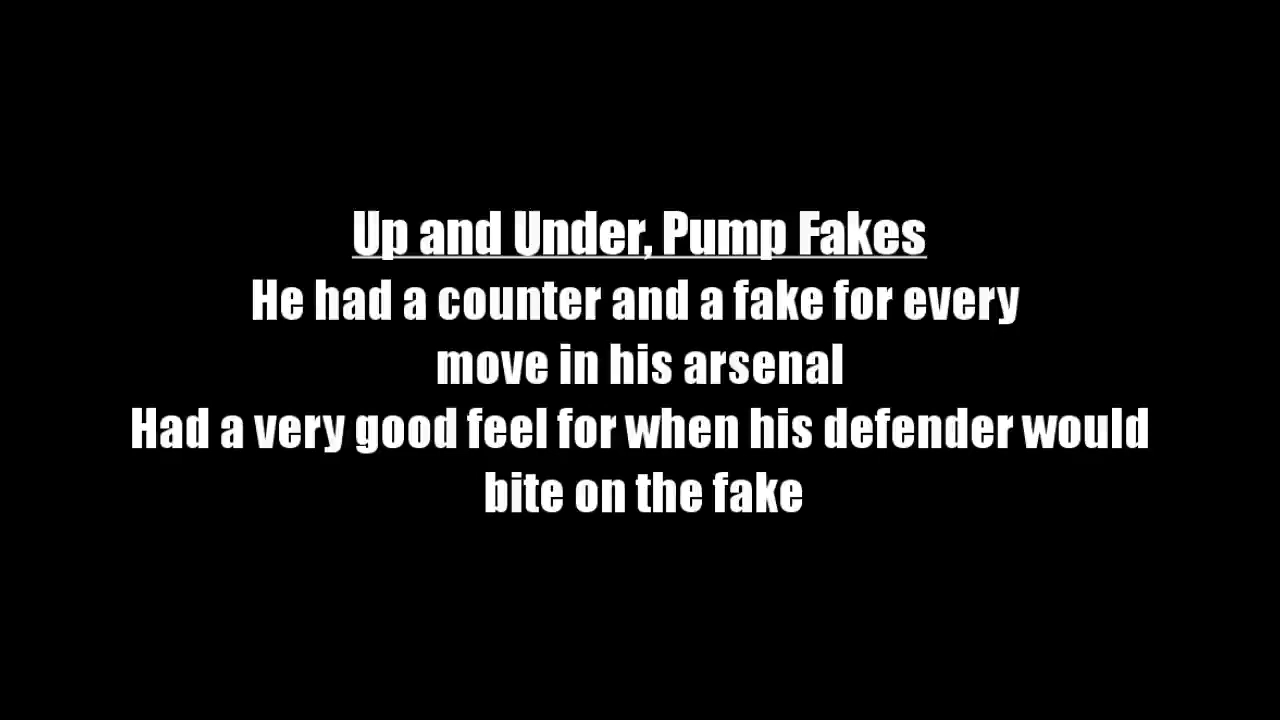 Up and Under, Pump Fakes
He had a counter and a fake for every
move in his arsenal
Had a very good feel for when his defender would
bite on the fake